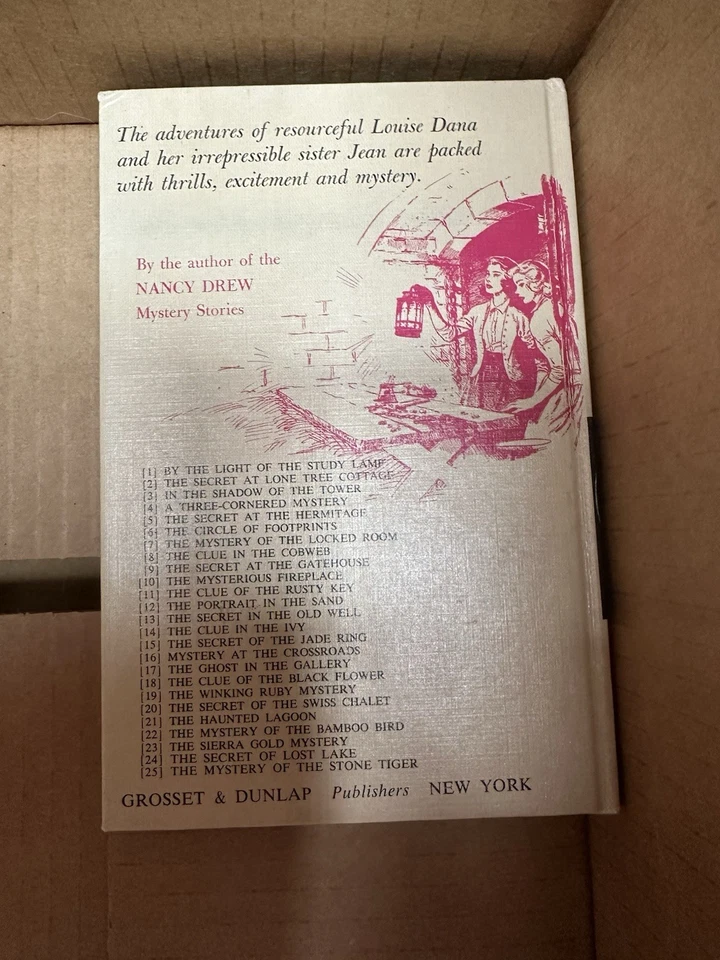 The adventures of resourceful Louise Dana
and her irrepressible sister Jean are packed
with thrills, excitement and mystery.
By the author of the
NANCY DREW
Mystery Stories
[1] BY THE LIGHT OF THE STUDY LAMP
[2] THE SECRET AT LONE TREE COTTAGE
[3] IN THE SHADOW OF THE TOWER
[4] A THREE-CORNERED MYSTERY
[5] THE SECRET AT THE HERMITAGE
[6] THE CIRCLE OF FOOTPRINTS
[7] THE MYSTERY OF THE LOCKED ROOM
[8] THE CLUE IN THE COBWEB
[9] THE SECRET AT THE GATEHOUSE
[10] THE MYSTERIOUS FIREPLACE
[11] THE CLUE OF THE RUSTY KEY
[12] THE PORTRAIT IN THE SAND
[13] THE SECRET IN THE OLD WELL
[14] THE CLUE IN THE IVY
[15] THE SECRET OF THE JADE RING
[16] MYSTERY AT THE CROSSROADS
[17] THE GHOST IN THE GALLERY
[18] THE CLUE OF THE BLACK FLOWER
[19] THE WINKING RUBY MYSTERY
[20] THE SECRET OF THE SWISS CHALET
[21] THE HAUNTED LAGOON
[22] THE MYSTERY OF THE BAMBOO BIRD
[23] THE SIERRA GOLD MYSTERY
[24] THE SECRET OF LOST LAKE
[25] THE MYSTERY OF THE STONE TIGER
GROSSET & DUNLAP Publishers NEW YORK